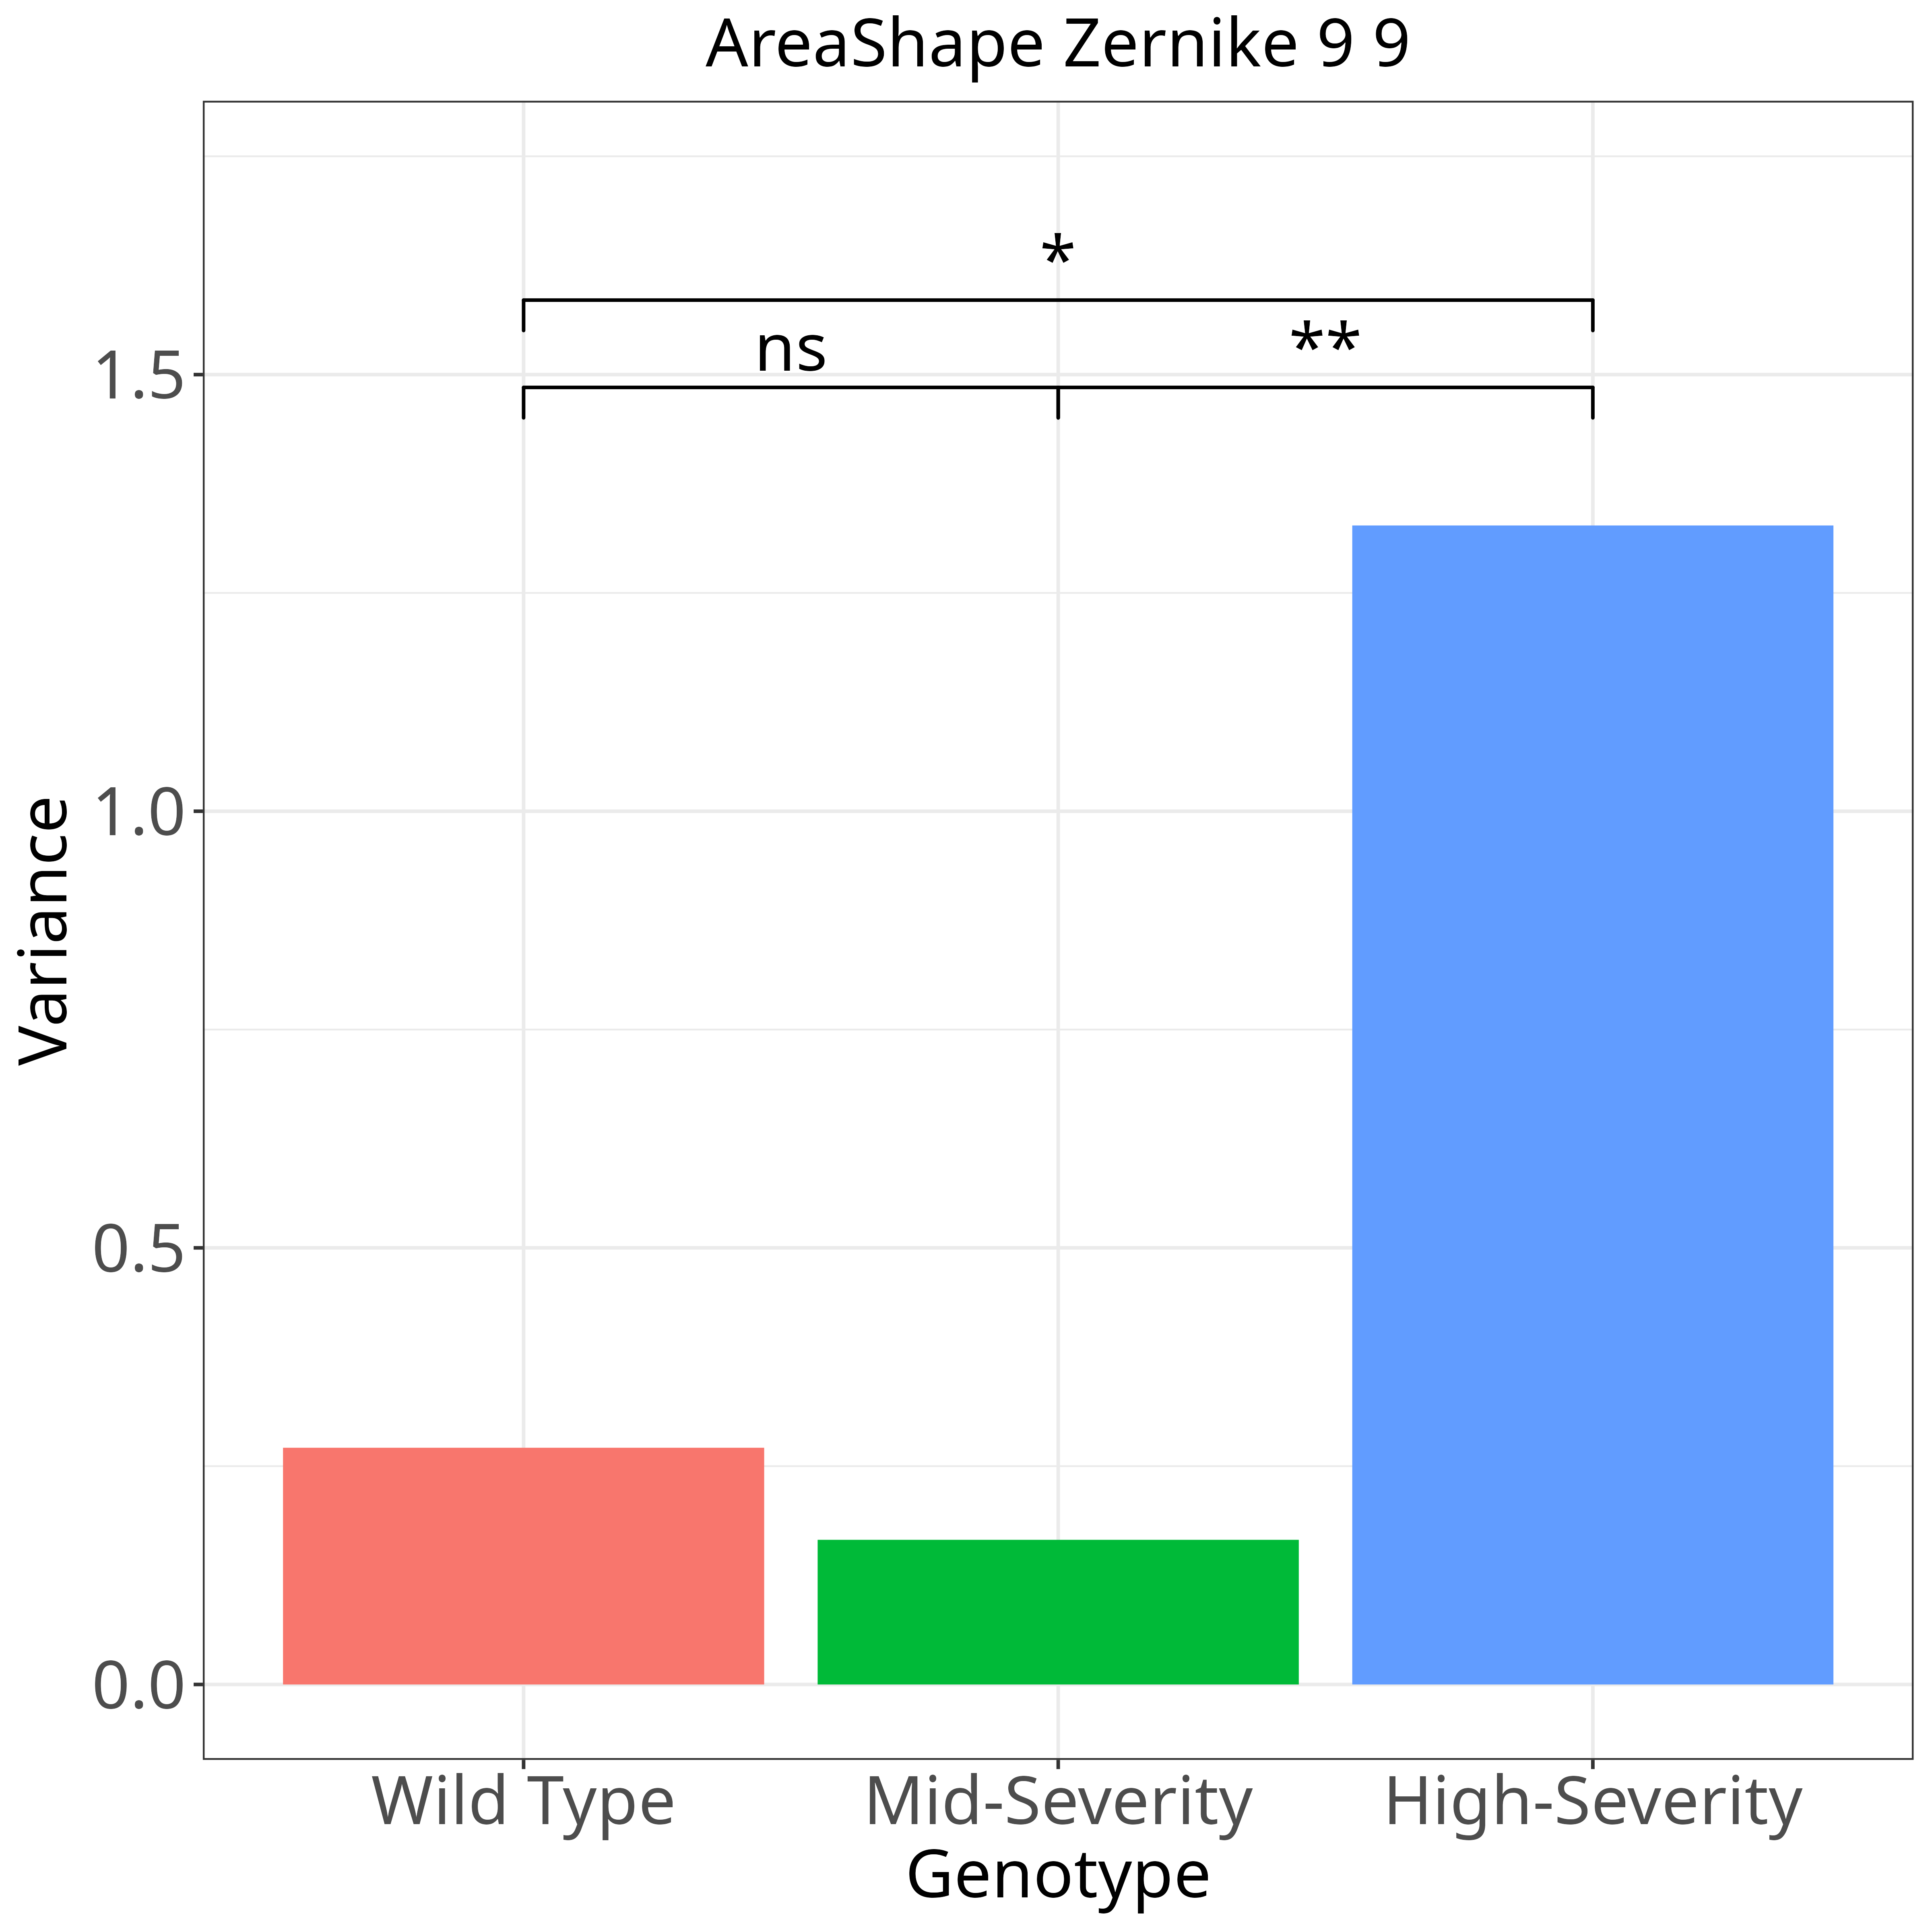 AreaShape Zernike 9 9
*
ns
**
1.5
1.0
0.5
0.0
Variance
Wild Type
Mid-Severity
High-Severity
Genotype